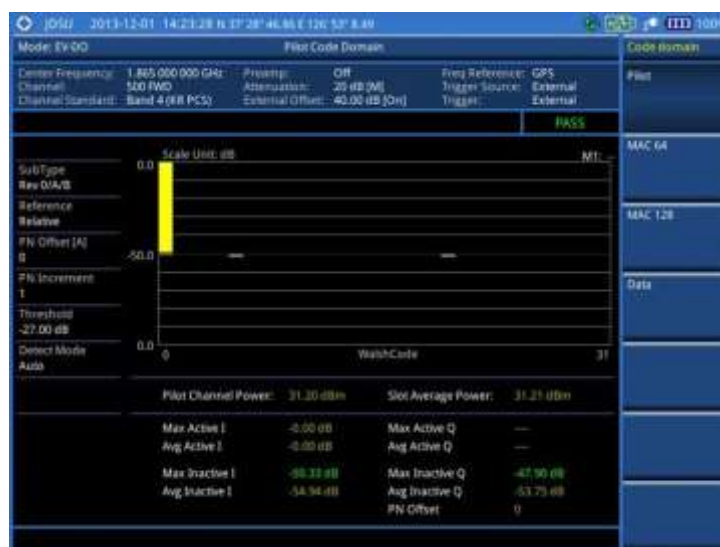 JDSU 2013-12-01 14:23:28 N 37° 28" 46.86 E 126' 53" 8.49 100
Mode: EV-DO Pilot Code Domain Code domain
Center Frequency: 1.865 000 000 GHz Preamp: Off Freq Reference: GPS
Channel: 500 FWD Attenuation: 20 dB [M] Trigger Source: External
Channel Standard: Band 4 (KR PCS) External Offset: 40.00 dB [On] Trigger: External
PASS
Pilot
MAC 64
MAC 128
Data
Scale Unit: dB M1:
SubType
Rev 0/A/B
Reference
Relative
PN Offset [A]
0
PN Increment
1
Threshold
-27.00 dB
Detect Mode
Auto
0.0
-50.0
0.0
0 WalshCode 31
Pilot Channel Power: 31.20 dBm Slot Average Power: 31.21 dBm
Max Active I -0.00 dB Max Active Q ---
Avg Active I -0.00 dB Avg Active Q ---
Max Inactive I -50.33 dB Max Inactive Q -47.90 dB
Avg Inactive I -54.94 dB Avg Inactive Q -53.75 dB
PN Offset 0